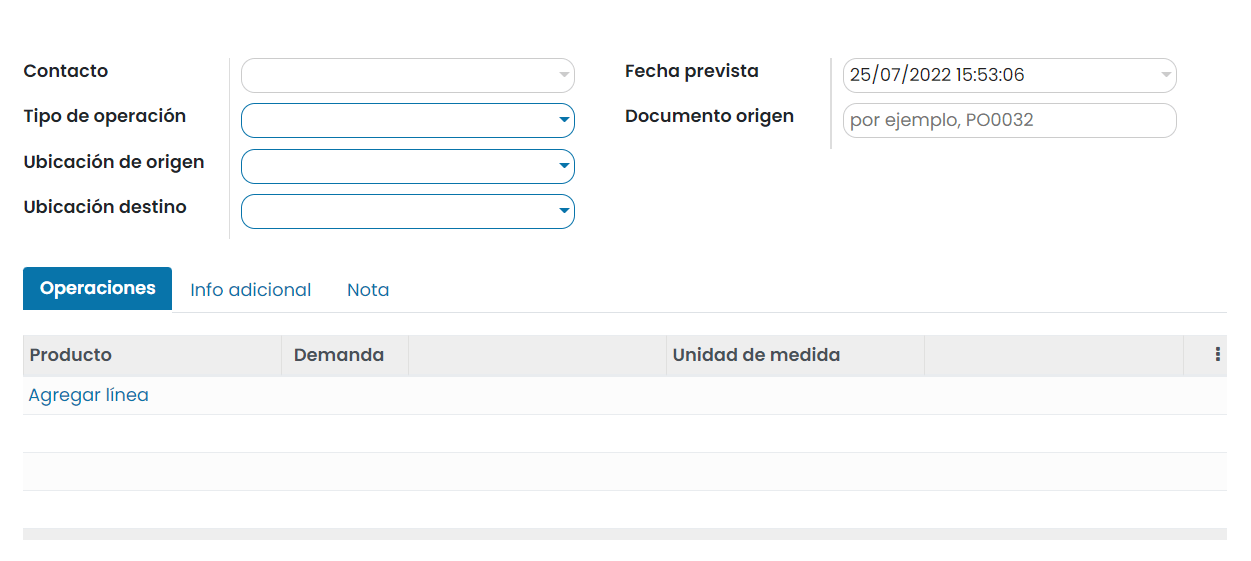 Contacto
Tipo de operación
Ubicación de origen
Ubicación destino
Fecha prevista 25/07/2022 15:53:06
Documento origen por ejemplo, PO0032
Operaciones Info adicional Nota
Producto Demanda Unidad de medida
Agregar línea